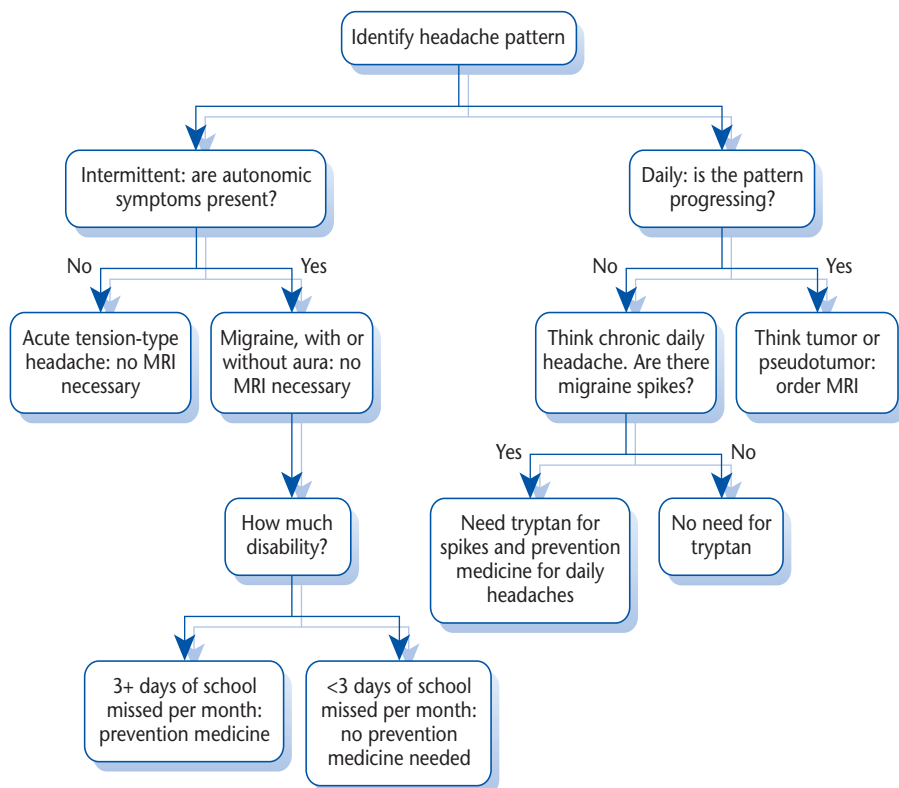 Identify headache pattern
Intermittent: are autonomic
symptoms present?
Daily: is the pattern
progressing?
No
Yes
No
Yes
Acute tension-type
headache: no MRI
necessary
Migraine, with or
without aura: no
MRI necessary
Think chronic daily
headache. Are there
migraine spikes?
Think tumor or
pseudotumor:
order MRI
Yes
No
How much
disability?
Need tryptan for
spikes and prevention
medicine for daily
headaches
No need for
tryptan
3+ days of school
missed per month:
prevention medicine
<3 days of school
missed per month:
no prevention
medicine needed